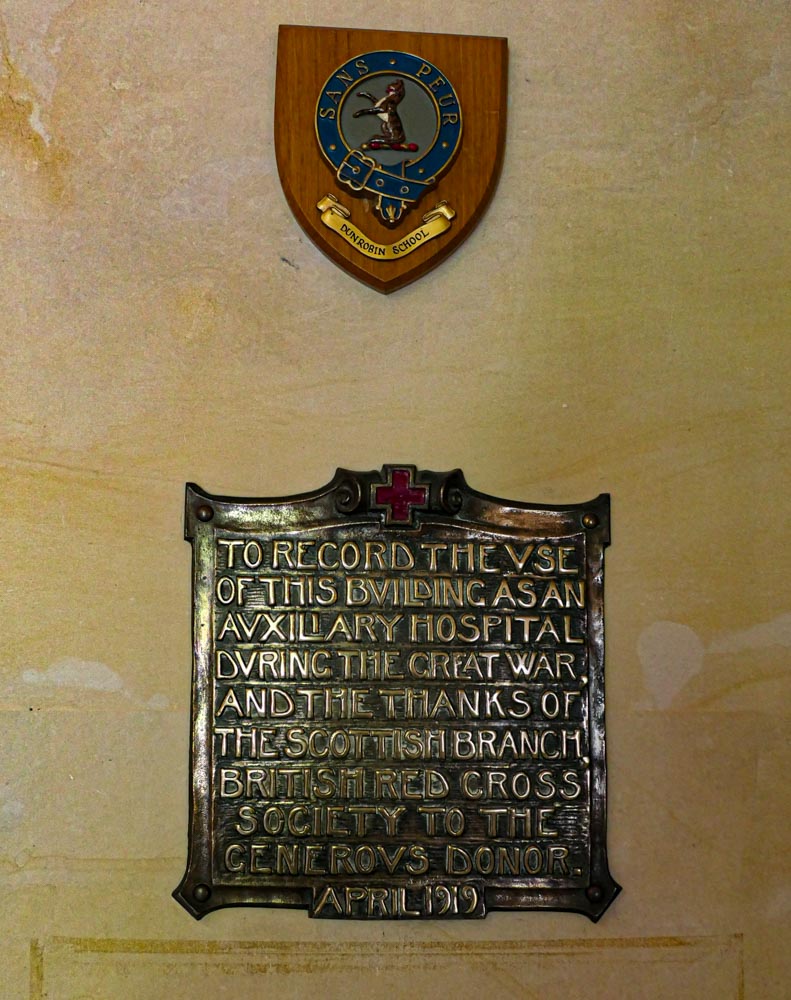 SANS · PEUR
DUNROBIN SCHOOL
TO RECORD THE VSE
OF THIS BVILDING AS AN
AVXILIARY HOSPITAL
DVRING THE GREAT WAR
AND THE THANKS OF
THE SCOTTISH BRANCH
BRITISH RED CROSS
SOCIETY TO THE
GENEROVS DONOR.
APRIL 1919